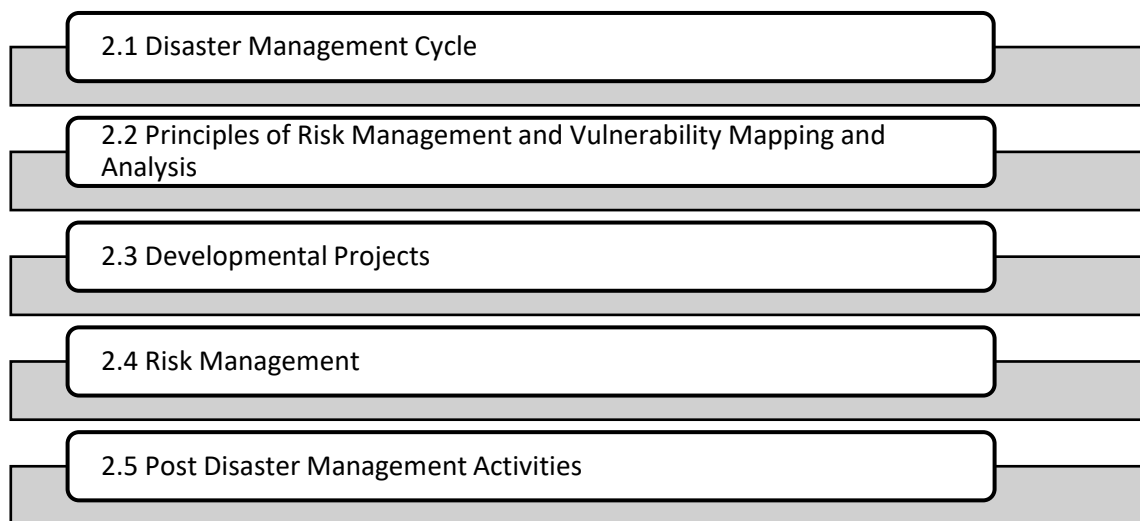 2.1 Disaster Management Cycle
2.2 Principles of Risk Management and Vulnerability Mapping and
Analysis
2.3 Developmental Projects
2.4 Risk Management
2.5 Post Disaster Management Activities